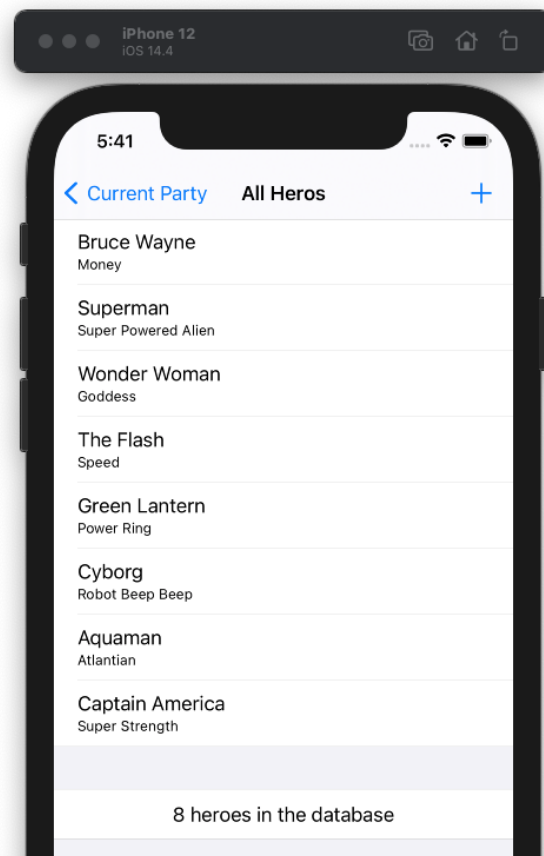 iPhone 12
iOS 14.4
5:41
Current Party All Heros
Bruce Wayne
Money
Superman
Super Powered Alien
Wonder Woman
Goddess
The Flash
Speed
Green Lantern
Power Ring
Cyborg
Robot Beep Beep
Aquaman
Atlantian
Captain America
Super Strength
8 heroes in the database